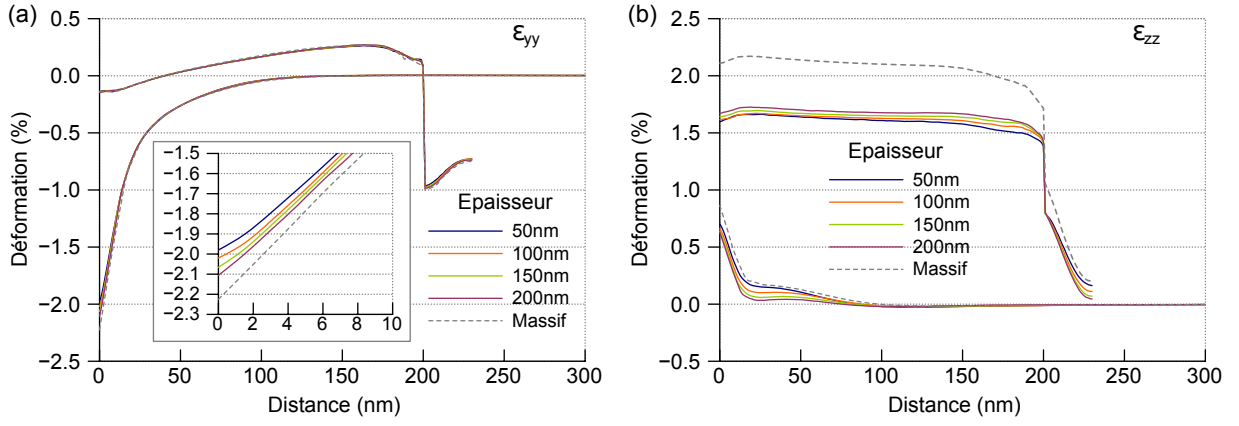 (a)
εyy
0.5
0.0
−0.5
−1.0
−1.5
−2.0
−2.5
Déformation (%)
−1.5
−1.6
−1.7
−1.8
−1.9
−2.0
−2.1
−2.2
−2.3
0 2 4 6 8 10
Epaisseur
50nm
100nm
150nm
200nm
Massif
0 50 100 150 200 250 300
Distance (nm)
(b)
εzz
2.5
2.0
1.5
1.0
0.5
0.0
−0.5
Déformation (%)
Epaisseur
50nm
100nm
150nm
200nm
Massif
0 50 100 150 200 250 300
Distance (nm)